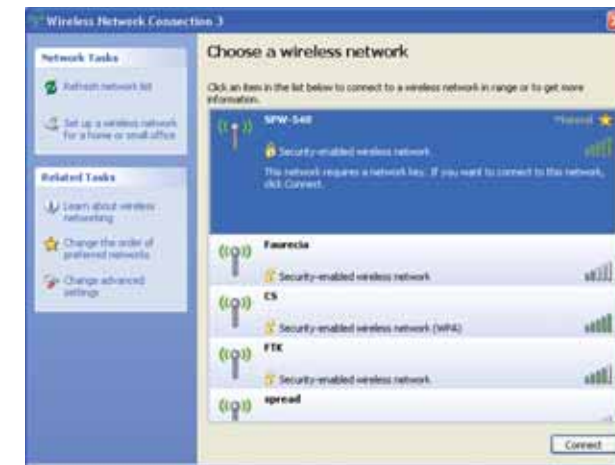 Wireless Network Connection 3
Network Tasks
Refresh network list
Set up a wireless network
for a home or small office
Related Tasks
Learn about wireless
networking
Change the order of
preferred networks
Change advanced
settings
Choose a wireless network
Click an item in the list below to connect to a wireless network in range or to get more
information.
SPW-540
Manual
Security-enabled wireless network
This network requires a network key. If you want to connect to this network,
click Connect.
Faurecia
Security-enabled wireless network
CS
Security-enabled wireless network (WPA)
FTK
Security-enabled wireless network
spread
Connect